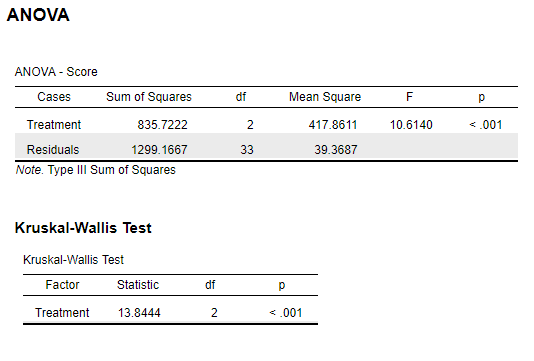 ANOVA
ANOVA - Score
Cases Sum of Squares df Mean Square F p
Treatment 835.7222 2 417.8611 10.6140 < .001
Residuals 1299.1667 33 39.3687
Note. Type III Sum of Squares
Kruskal-Wallis Test
Kruskal-Wallis Test
Factor Statistic df p
Treatment 13.8444 2 < .001